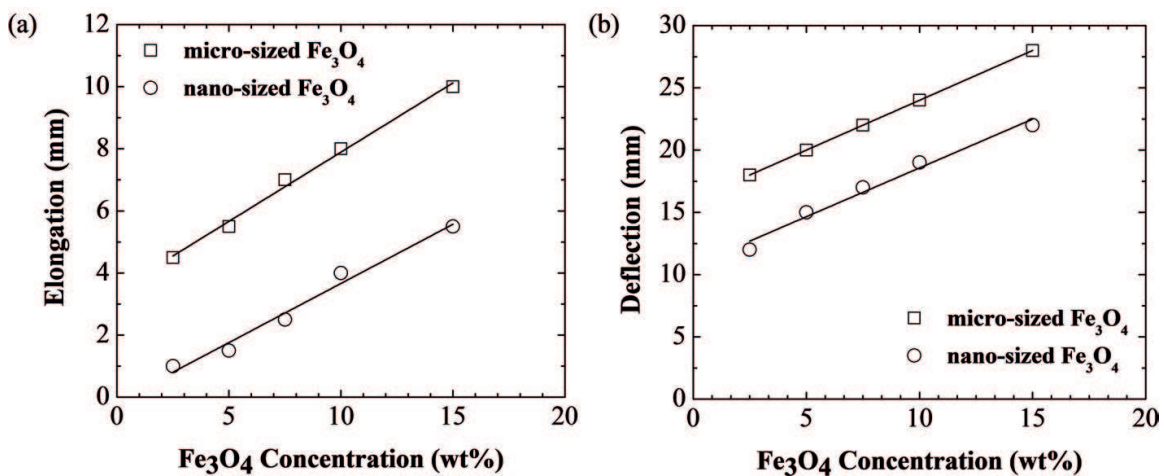 (a)
12
10
8
6
4
2
0
Elongation (mm)
micro-sized Fe₃O₄
nano-sized Fe₃O₄
0 5 10 15 20
Fe₃O₄ Concentration (wt%)
(b)
30
25
20
15
10
5
0
Deflection (mm)
micro-sized Fe₃O₄
nano-sized Fe₃O₄
0 5 10 15 20
Fe₃O₄ Concentration (wt%)